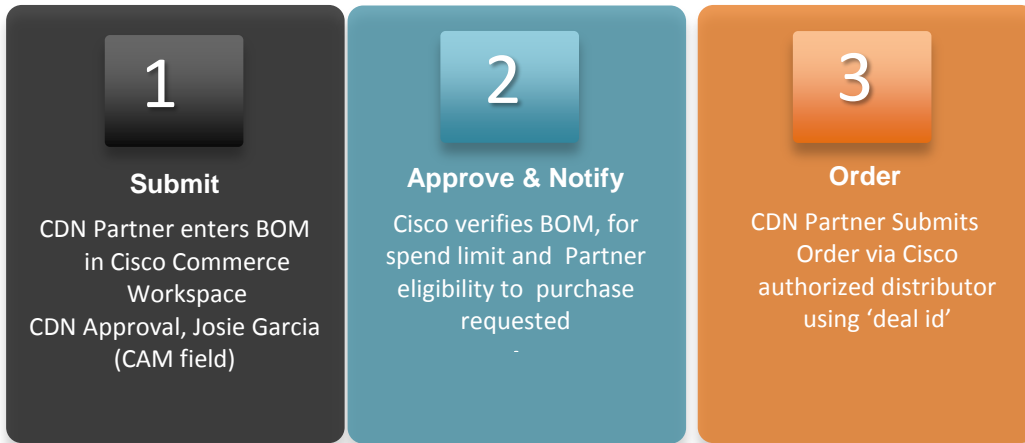 1
Submit
CDN Partner enters BOM
in Cisco Commerce
Workspace
CDN Approval, Josie Garcia
(CAM field)
2
Approve & Notify
Cisco verifies BOM, for
spend limit and Partner
eligibility to purchase
requested
-
3
Order
CDN Partner Submits
Order via Cisco
authorized distributor
using ‘deal id’